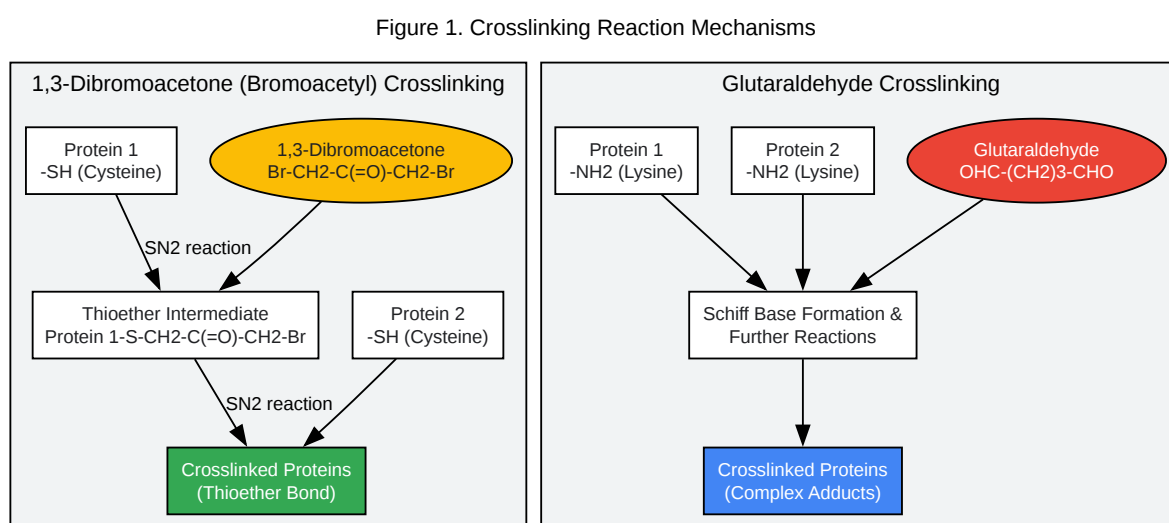 Figure 1. Crosslinking Reaction Mechanisms
1,3-Dibromoacetone (Bromoacetyl) Crosslinking
Protein 1
-SH (Cysteine)
1,3-Dibromoacetone
Br-CH2-C(=O)-CH2-Br
SN2 reaction
Thioether Intermediate
Protein 1-S-CH2-C(=O)-CH2-Br
Protein 2
-SH (Cysteine)
SN2 reaction
Crosslinked Proteins
(Thioether Bond)
Glutaraldehyde Crosslinking
Protein 1
-NH2 (Lysine)
Protein 2
-NH2 (Lysine)
Glutaraldehyde
OHC-(CH2)3-CHO
Schiff Base Formation &
Further Reactions
Crosslinked Proteins
(Complex Adducts)